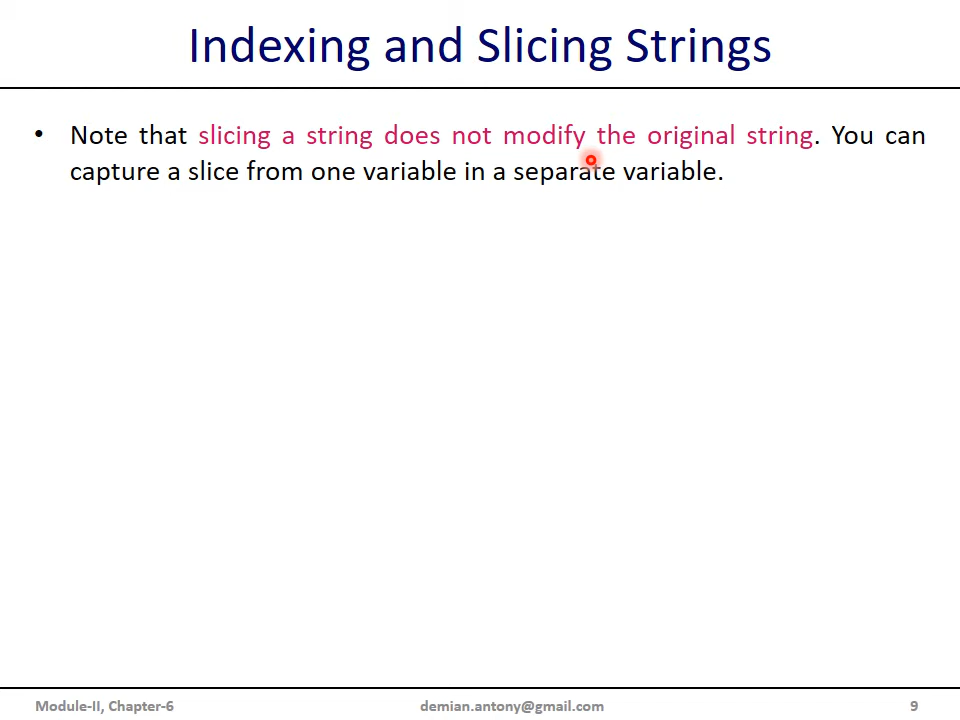 Indexing and Slicing Strings
• Note that slicing a string does not modify the original string. You can
capture a slice from one variable in a separate variable.
Module-II, Chapter-6
demian.antony@gmail.com
9